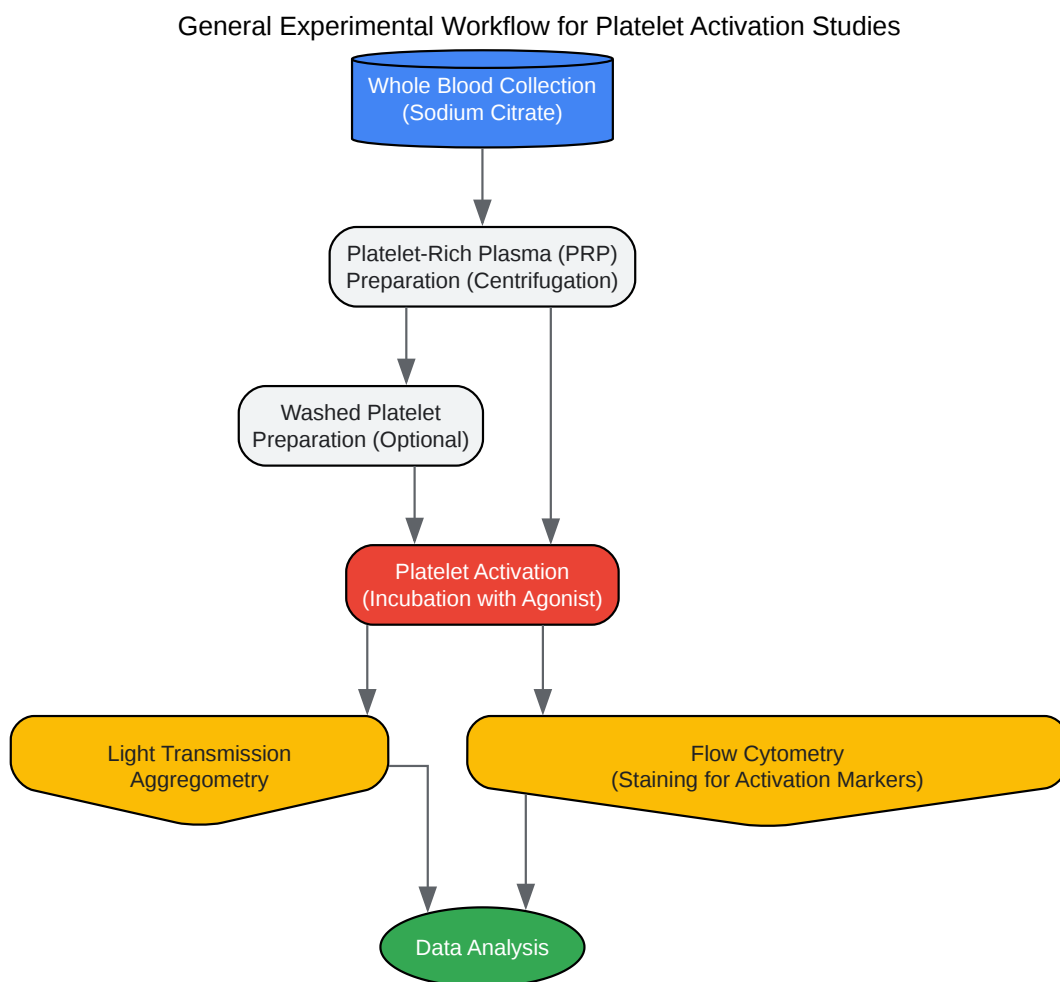 General Experimental Workflow for Platelet Activation Studies
Whole Blood Collection
(Sodium Citrate)
Platelet-Rich Plasma (PRP)
Preparation (Centrifugation)
Washed Platelet
Preparation (Optional)
Platelet Activation
(Incubation with Agonist)
Light Transmission
Aggregometry
Flow Cytometry
(Staining for Activation Markers)
Data Analysis